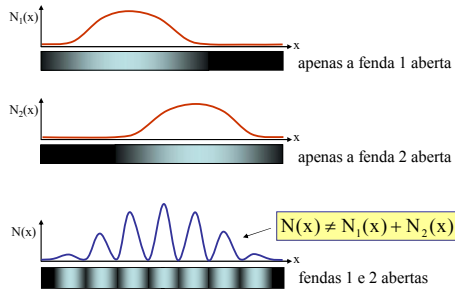 N₁(x)
x
apenas a fenda 1 aberta
N₂(x)
x
apenas a fenda 2 aberta
N(x)
N(x) ≠ N₁(x) + N₂(x)
x
fendas 1 e 2 abertas